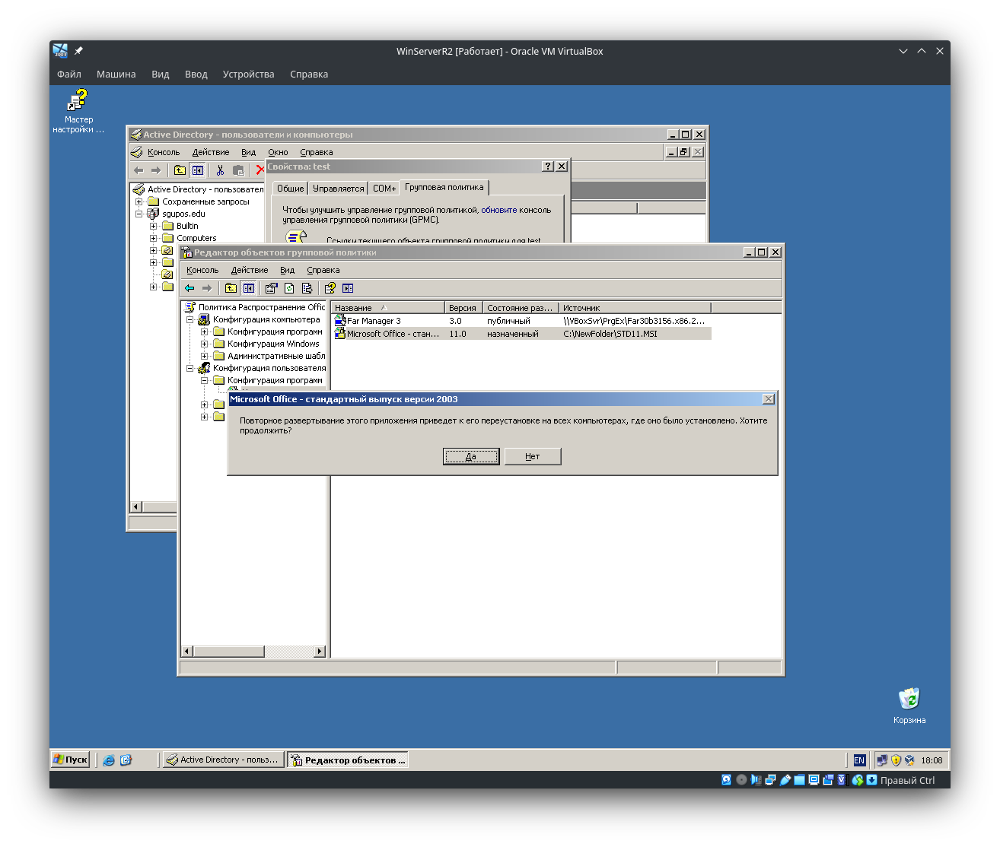 WinServerR2 [Работает] - Oracle VM VirtualBox
Файл Машина Вид Ввод Устройства Справка
Мастер
настройки ...
Active Directory - пользователи и компьютеры
Консоль Действие Вид Окно Справка
Свойства: test
Active Directory - пользовател
Сохраненные запросы
sgupos.edu
Builtin
Computers
Общие Управляется COM+ Групповая политика
Чтобы улучшить управление групповой политикой, обновите консоль
управления групповой политики (GPMC).
Ссылки текущего объекта групповой политики для test
Редактор объектов групповой политики
Консоль Действие Вид Справка
Политика Распространение Offic
Конфигурация компьютера
Конфигурация программ
Конфигурация Windows
Административные шабл
Конфигурация пользователя
Конфигурация программ
Название Версия Состояние раз... Источник
Far Manager 3 3.0 публичный \\VBoxSvr\PrgEx\Far30b3156.x86.2...
Microsoft Office - стан... 11.0 назначенный C:\NewFolder\STD11.MSI
Microsoft Office - стандартный выпуск версии 2003
Повторное развертывание этого приложения приведет к его переустановке на всех компьютерах, где оно было установлено. Хотите
продолжить?
Да Нет
Корзина
Пуск Active Directory - польз... Редактор объектов ... EN 18:08
Правый Ctrl